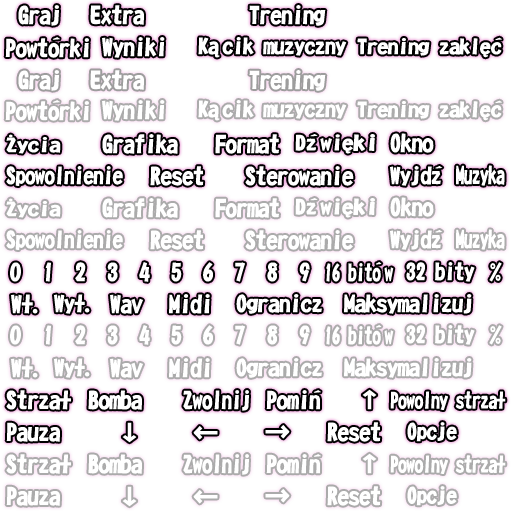 Graj Extra Trening
Powtórki Wyniki Kącik muzyczny Trening zaklęć
Graj Extra Trening
Powtórki Wyniki Kącik muzyczny Trening zaklęć
Życia Grafika Format Dźwięki Okno
Spowolnienie Reset Sterowanie Wyjdź Muzyka
Życia Grafika Format Dźwięki Okno
Spowolnienie Reset Sterowanie Wyjdź Muzyka
0 1 2 3 4 5 6 7 8 9 16 bitów 32 bity %
Wł. Wył. Wav Midi Ogranicz Maksymalizuj
0 1 2 3 4 5 6 7 8 9 16 bitów 32 bity %
Wł. Wył. Wav Midi Ogranicz Maksymalizuj
Strzał Bomba Zwolnij Pomiń ↑ Powolny strzał
Pauza ↓ ← → Reset Opcje
Strzał Bomba Zwolnij Pomiń ↑ Powolny strzał
Pauza ↓ ← → Reset Opcje